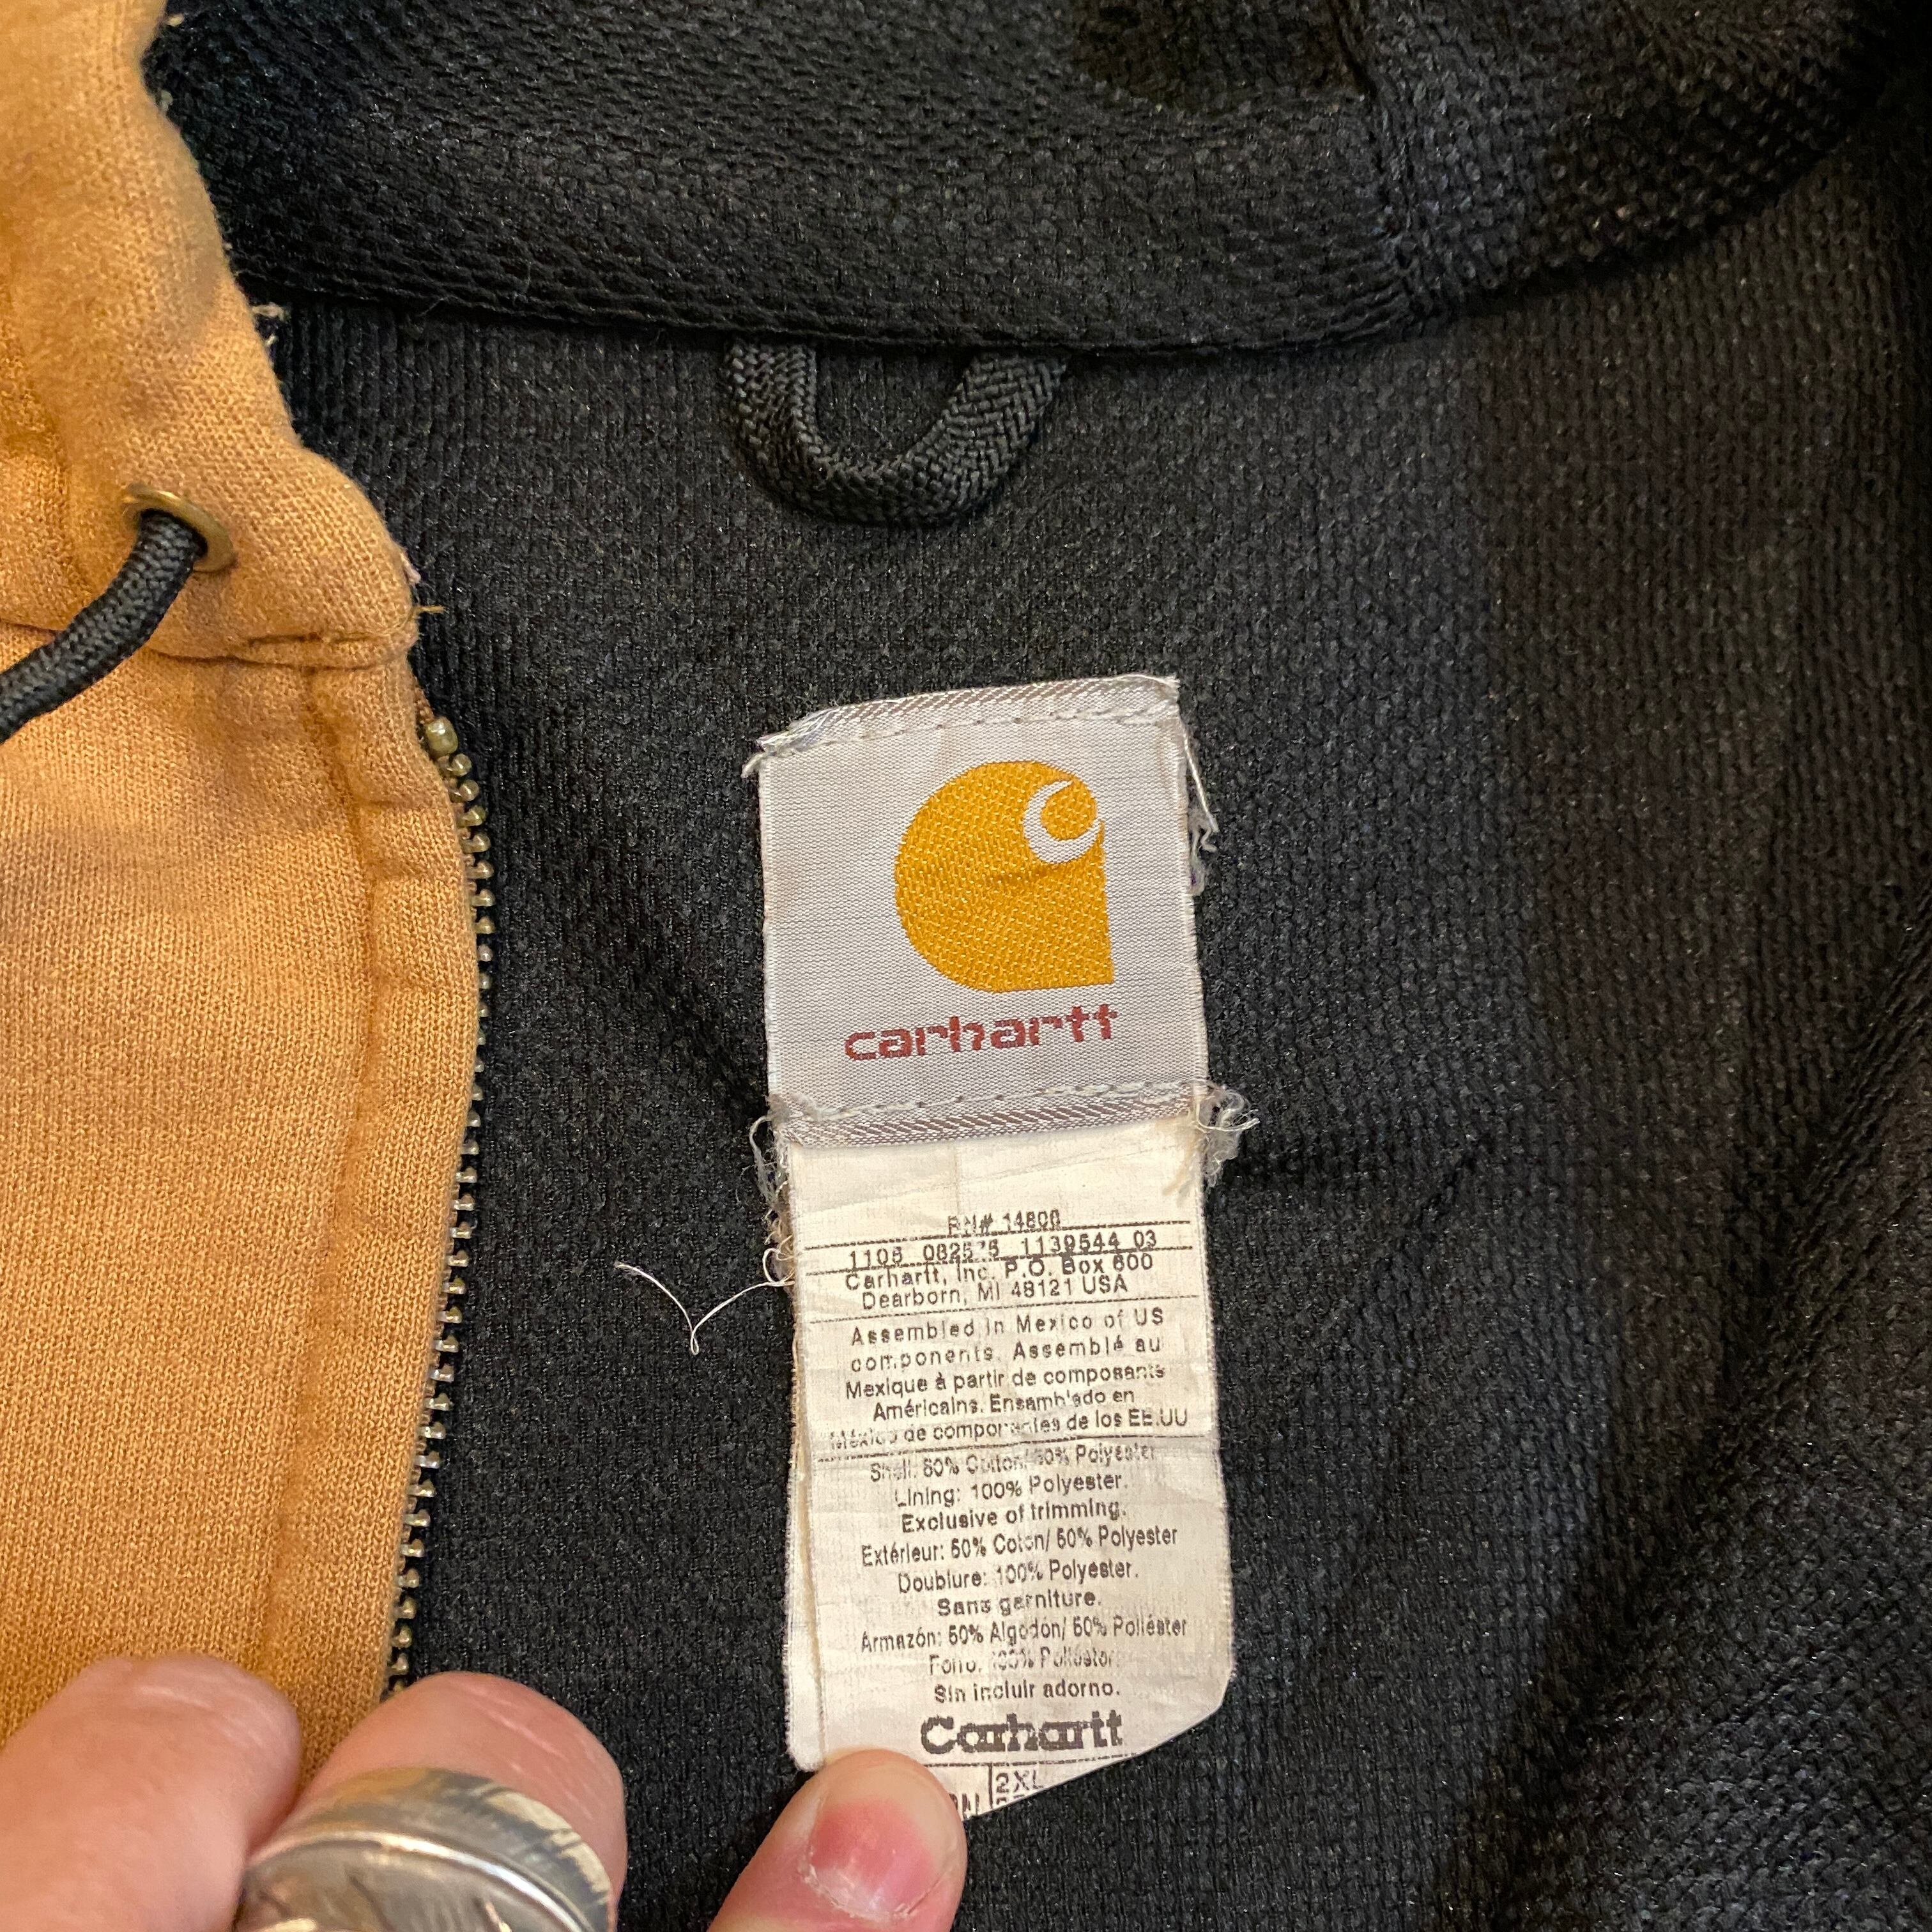 carhartt
RN# 14806
1106 082575 1139544 03
Carhartt, Inc. P.O. Box 600
Dearborn, MI 48121 USA
Assembled in Mexico of US
components. Assemblé au
Mexique à partir de composants
Américains. Ensamblado en
México de componentes de los EE.UU
Shell: 50% Cotton/50% Polyester
Lining: 100% Polyester.
Exclusive of trimming.
Extérieur: 50% Coton/ 50% Polyester
Doublure: 100% Polyester.
Sans garniture.
Armazón: 50% Algodón/ 50% Poliéster
Forro: 100% Poliéster.
Sin incluir adorno.
Carhartt
2XL